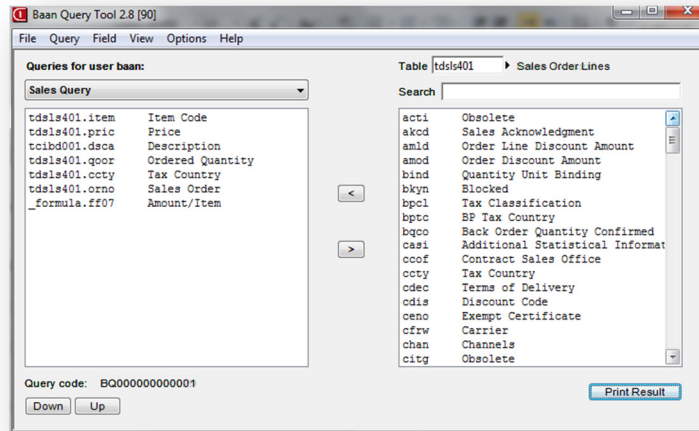 Baan Query Tool 2.8 [90]
File Query Field View Options Help
Queries for user baan:
Sales Query
tdsls401.item Item Code
tdsls401.pric Price
tcibd001.dsca Description
tdsls401.qoor Ordered Quantity
tdsls401.ccty Tax Country
tdsls401.orno Sales Order
_formula.ff07 Amount/Item
Query code: BQ000000000001
Down Up
<
>
Table tdsls401 Sales Order Lines
Search
acti Obsolete
akcd Sales Acknowledgment
amld Order Line Discount Amount
amod Order Discount Amount
bind Quantity Unit Binding
bkyn Blocked
bpcl Tax Classification
bptc BP Tax Country
bqco Back Order Quantity Confirmed
casi Additional Statistical Informat
ccof Contract Sales Office
ccty Tax Country
cdec Terms of Delivery
cdis Discount Code
ceno Exempt Certificate
cfrw Carrier
chan Channels
citg Obsolete
Print Result